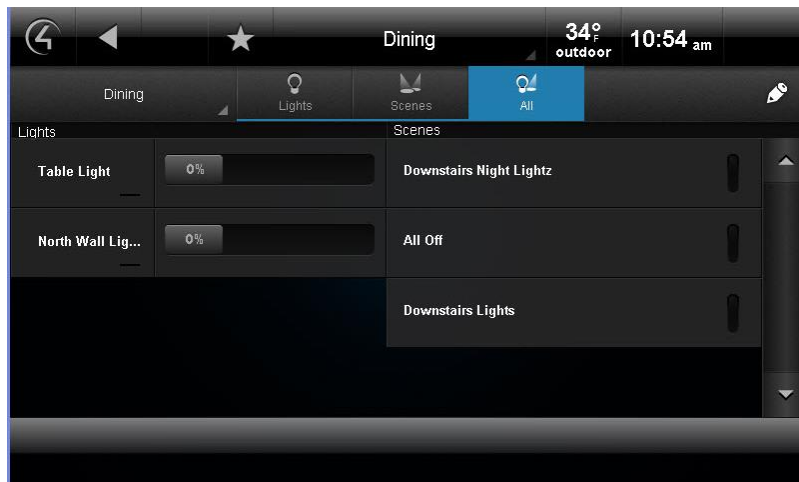 Dining
34°F
outdoor
10:54 am
Dining
Lights
Scenes
All
Lights
Scenes
Table Light
0%
Downstairs Night Lightz
North Wall Lig...
0%
All Off
Downstairs Lights